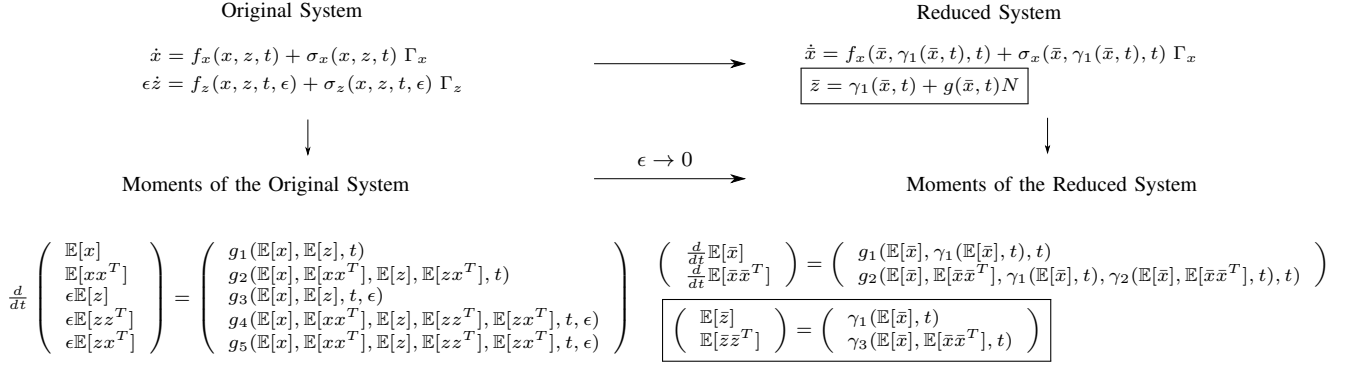 Original System
ẋ = f_x(x, z, t) + σ_x(x, z, t) Γ_x
εż = f_z(x, z, t, ε) + σ_z(x, z, t, ε) Γ_z
Reduced System
ẋ̄ = f_x(x̄, γ_1(x̄, t), t) + σ_x(x̄, γ_1(x̄, t), t) Γ_x
z̄ = γ_1(x̄, t) + g(x̄, t)N
ε → 0
Moments of the Original System
Moments of the Reduced System
d/dt ( 𝔼[x] ) = ( g_1(𝔼[x], 𝔼[z], t) )
𝔼[xx^T] g_2(𝔼[x], 𝔼[xx^T], 𝔼[z], 𝔼[zx^T], t)
ε𝔼[z] g_3(𝔼[x], 𝔼[z], t, ε)
ε𝔼[zz^T] g_4(𝔼[x], 𝔼[xx^T], 𝔼[z], 𝔼[zz^T], 𝔼[zx^T], t, ε)
ε𝔼[zx^T] g_5(𝔼[x], 𝔼[xx^T], 𝔼[z], 𝔼[zz^T], 𝔼[zx^T], t, ε)
( d/dt 𝔼[x̄] ) = ( g_1(𝔼[x̄], γ_1(𝔼[x̄], t), t) )
d/dt 𝔼[x̄x̄^T] g_2(𝔼[x̄], 𝔼[x̄x̄^T], γ_1(𝔼[x̄], t), γ_2(𝔼[x̄], 𝔼[x̄x̄^T], t), t)
( 𝔼[z̄] ) = ( γ_1(𝔼[x̄], t) )
𝔼[z̄z̄^T] γ_3(𝔼[x̄], 𝔼[x̄x̄^T], t)